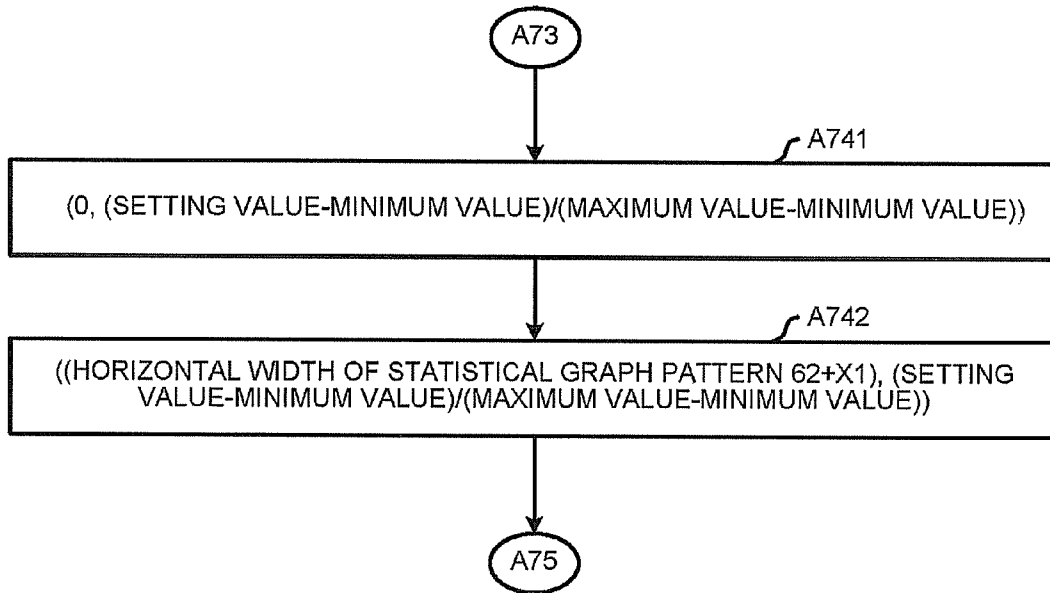 A73
A741
(0, (SETTING VALUE-MINIMUM VALUE)/(MAXIMUM VALUE-MINIMUM VALUE))
A742
((HORIZONTAL WIDTH OF STATISTICAL GRAPH PATTERN 62+X1), (SETTING
VALUE-MINIMUM VALUE)/(MAXIMUM VALUE-MINIMUM VALUE))
A75